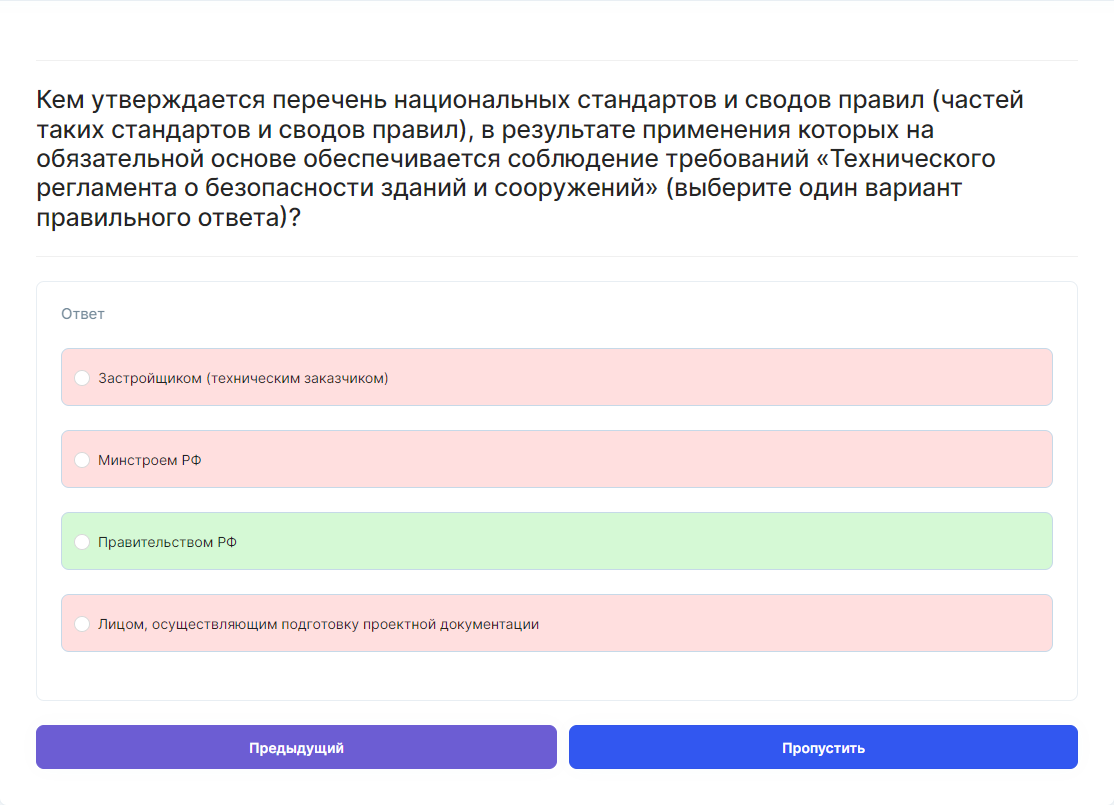 Кем утверждается перечень национальных стандартов и сводов правил (частей
таких стандартов и сводов правил), в результате применения которых на
обязательной основе обеспечивается соблюдение требований «Технического
регламента о безопасности зданий и сооружений» (выберите один вариант
правильного ответа)?
Ответ
Застройщиком (техническим заказчиком)
Минстроем РФ
Правительством РФ
Лицом, осуществляющим подготовку проектной документации
Предыдущий
Пропустить